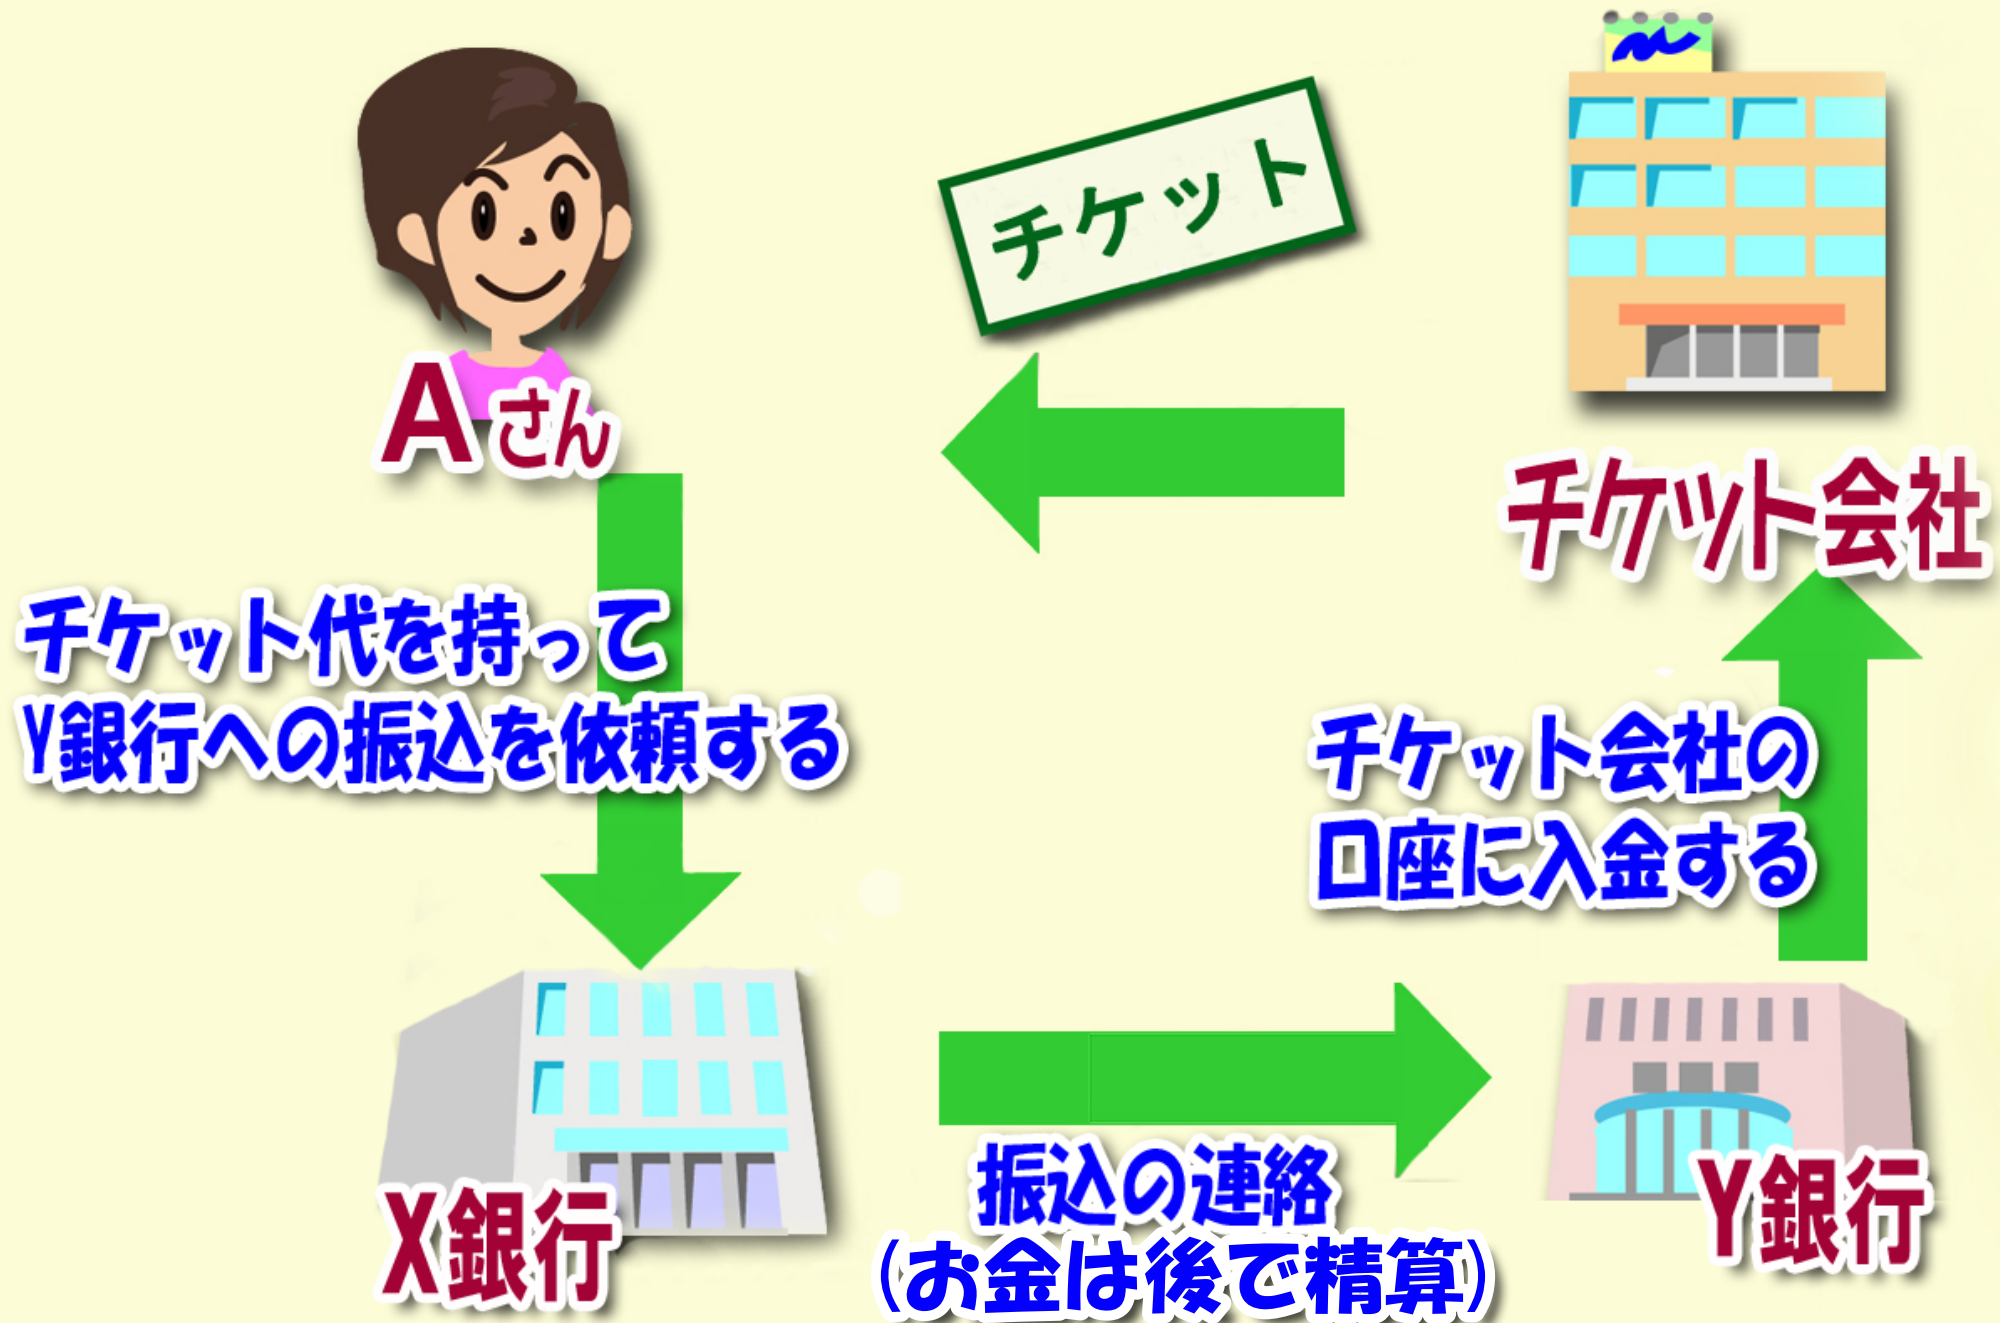 チケット
Aさん
チケット会社
チケット代を持って
Y銀行への振込を依頼する
チケット会社の
口座に入金する
X銀行
振込の連絡
(お金は後で精算)
Y銀行